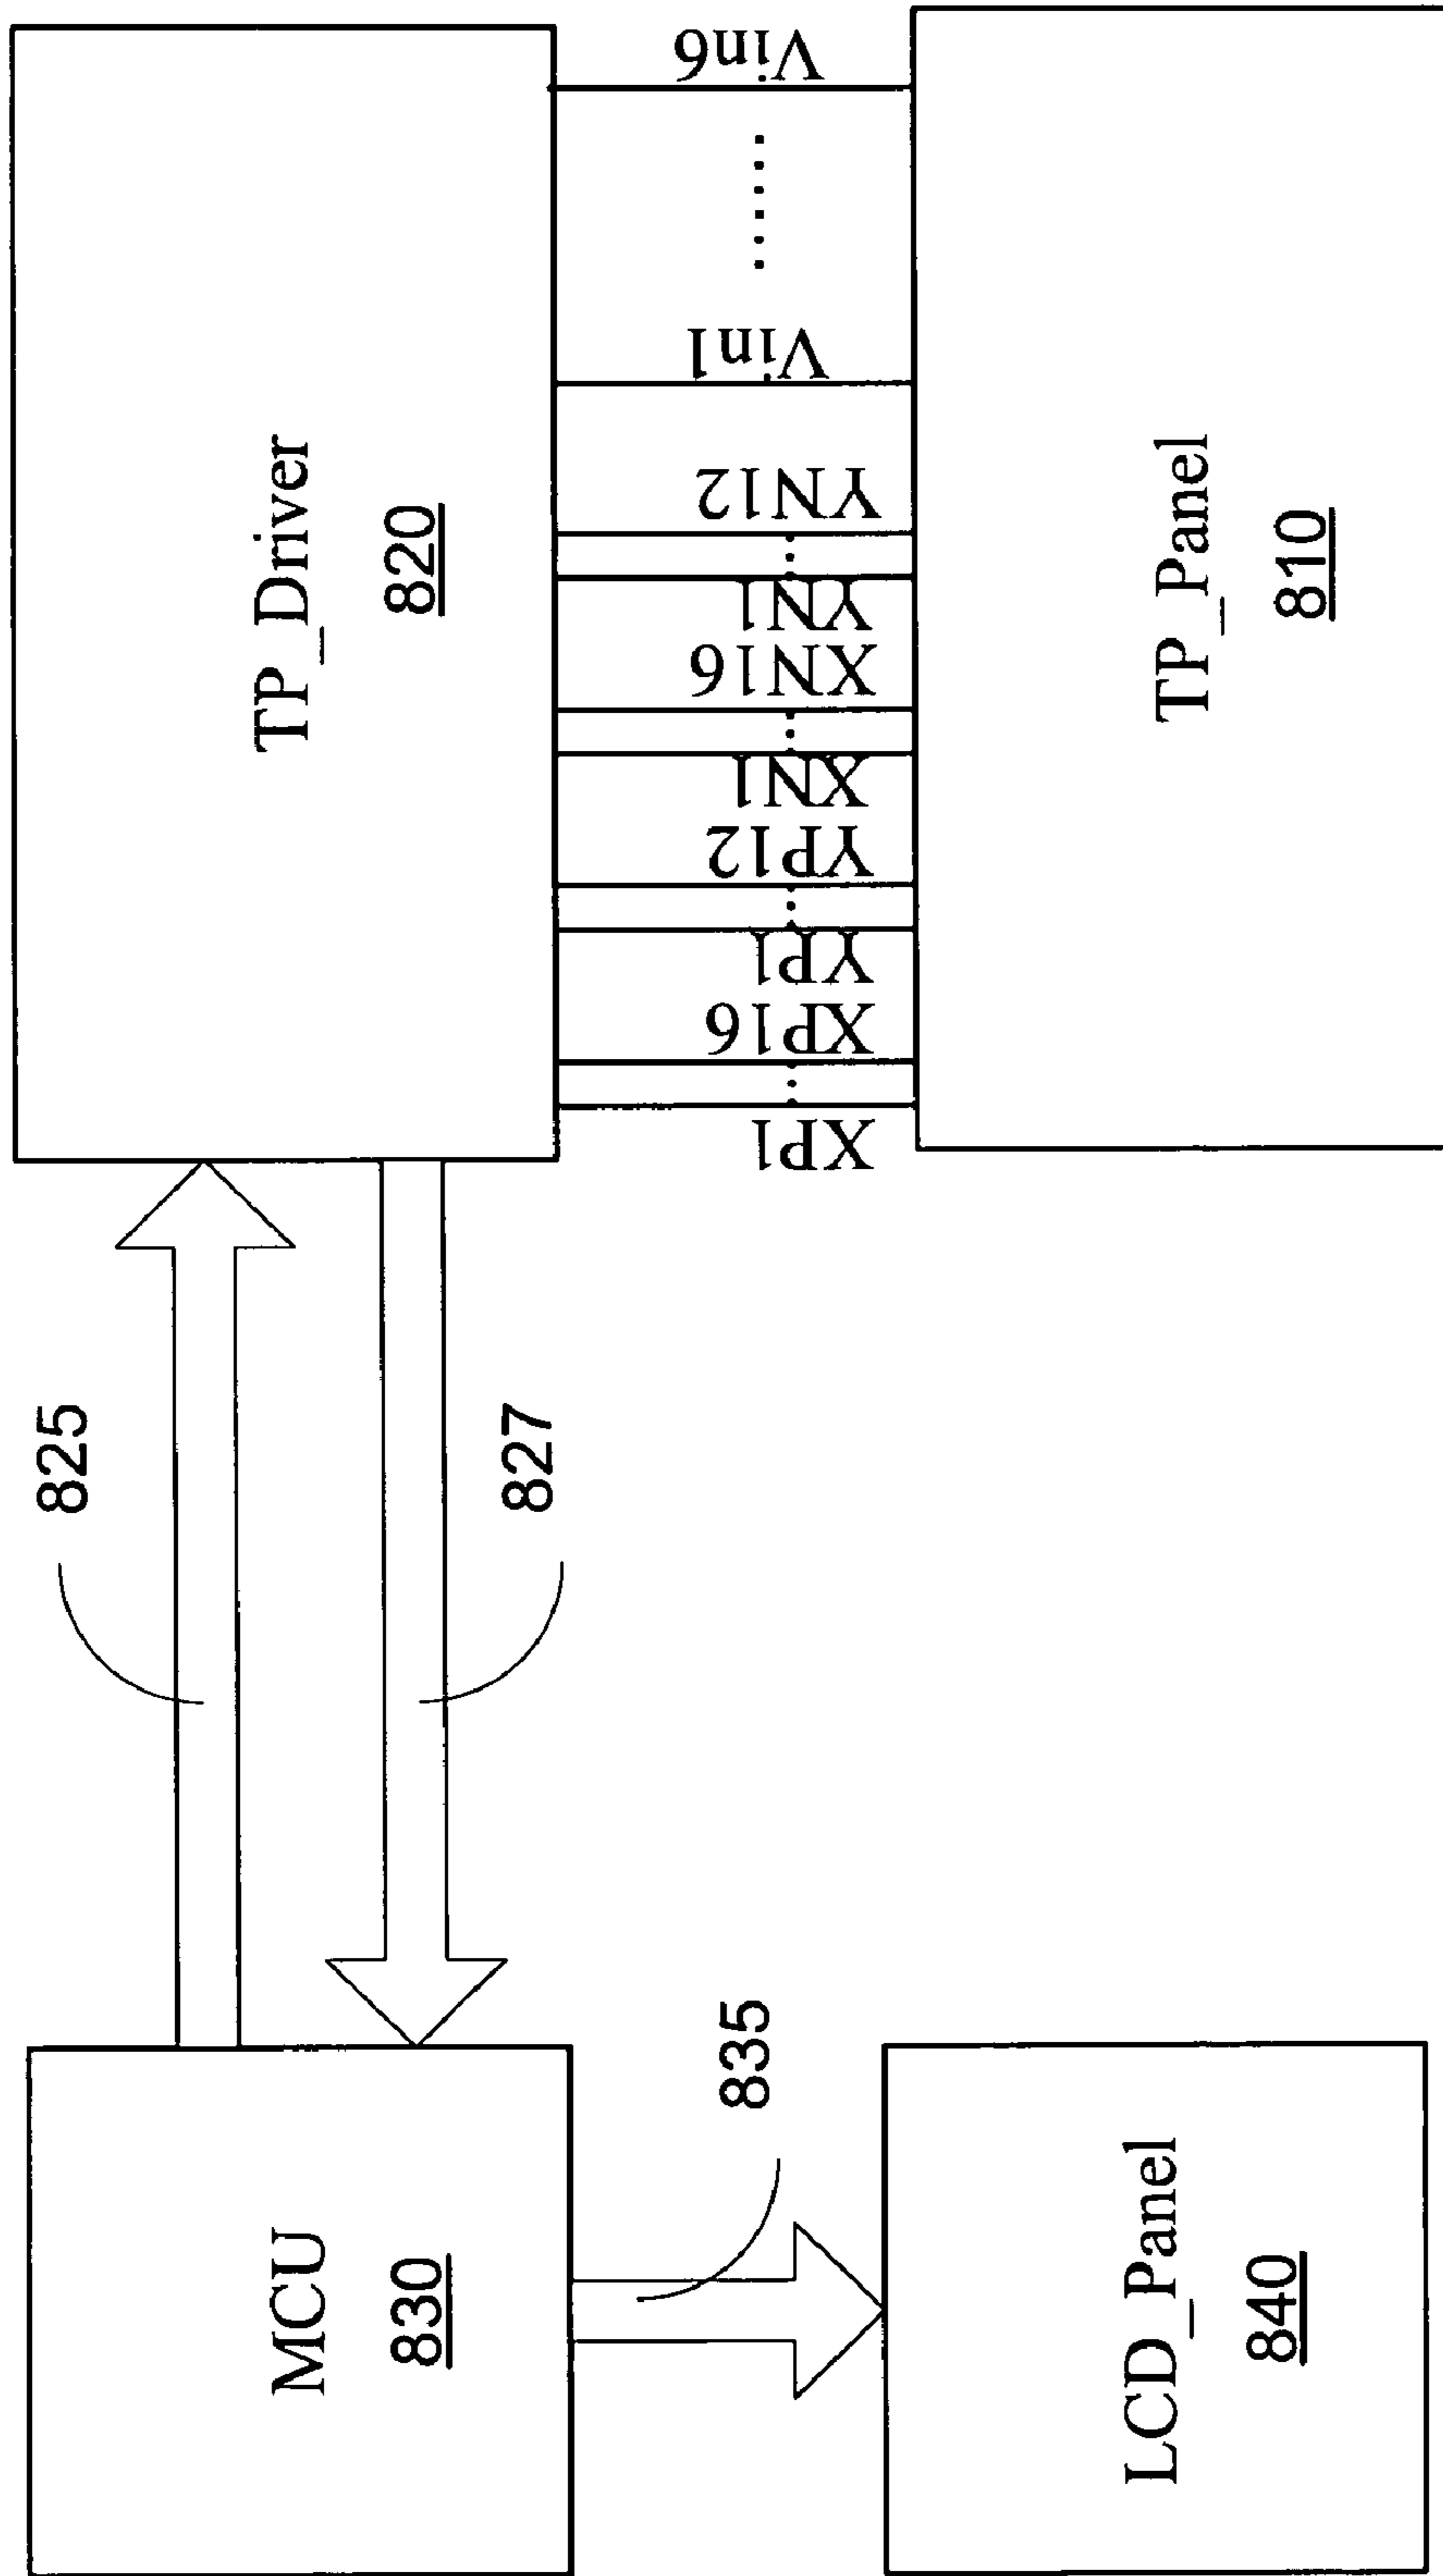 MCU
830
825
827
TP_Driver
820
835
XP1
XP16
YP1
YP12
XN1
XN16
YN1
YN12
Vin1
......
Vin6
LCD_Panel
840
TP_Panel
810